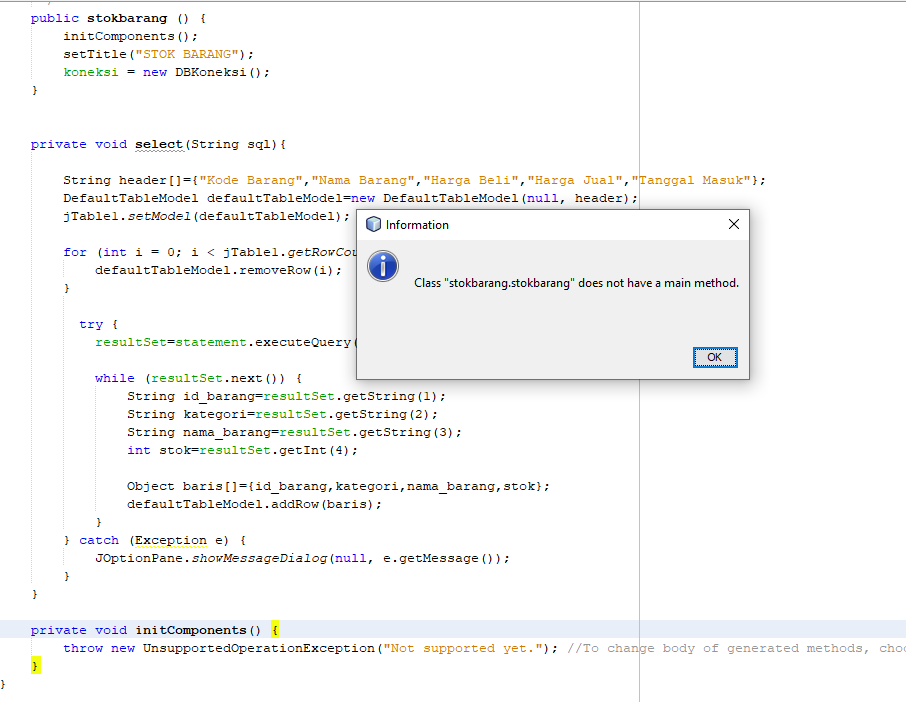 public stokbarang () {
initComponents();
setTitle("STOK BARANG");
koneksi = new DBKoneksi();
}
private void select(String sql){
String header[]={"Kode Barang","Nama Barang","Harga Beli","Harga Jual","Tanggal Masuk"};
DefaultTableModel defaultTableModel=new DefaultTableModel(null, header);
jTable1.setModel(defaultTableModel);
for (int i = 0; i < jTable1.getRowCou
defaultTableModel.removeRow(i);
}
try {
resultSet=statement.executeQuery(
while (resultSet.next()) {
String id_barang=resultSet.getString(1);
String kategori=resultSet.getString(2);
String nama_barang=resultSet.getString(3);
int stok=resultSet.getInt(4);
Object baris[]={id_barang,kategori,nama_barang,stok};
defaultTableModel.addRow(baris);
}
} catch (Exception e) {
JOptionPane.showMessageDialog(null, e.getMessage());
}
}
private void initComponents() {
throw new UnsupportedOperationException("Not supported yet."); //To change body of generated methods, choo
}
}
Information
Class "stokbarang.stokbarang" does not have a main method.
OK